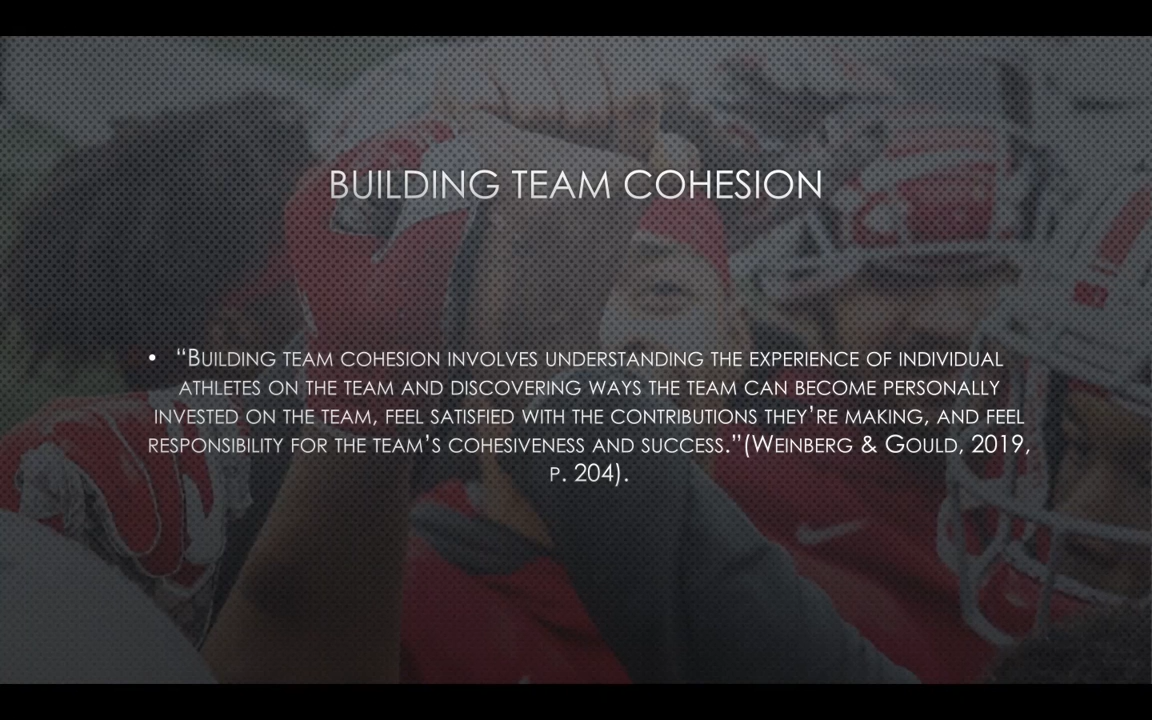 BUILDING TEAM COHESION
• “BUILDING TEAM COHESION INVOLVES UNDERSTANDING THE EXPERIENCE OF INDIVIDUAL
ATHLETES ON THE TEAM AND DISCOVERING WAYS THE TEAM CAN BECOME PERSONALLY
INVESTED ON THE TEAM, FEEL SATISFIED WITH THE CONTRIBUTIONS THEY’RE MAKING, AND FEEL
RESPONSIBILITY FOR THE TEAM’S COHESIVENESS AND SUCCESS.”(WEINBERG & GOULD, 2019,
P. 204).